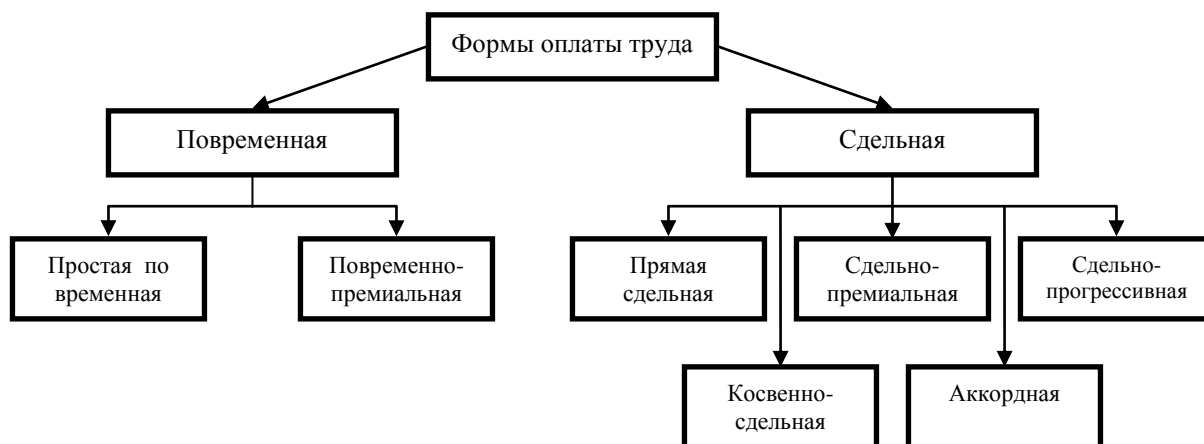 Формы оплаты труда
Повременная
Сдельная
Простая по
временная
Повременно-
премиальная
Прямая
сдельная
Сдельно-
премиальная
Сдельно-
прогрессивная
Косвенно-
сдельная
Аккордная